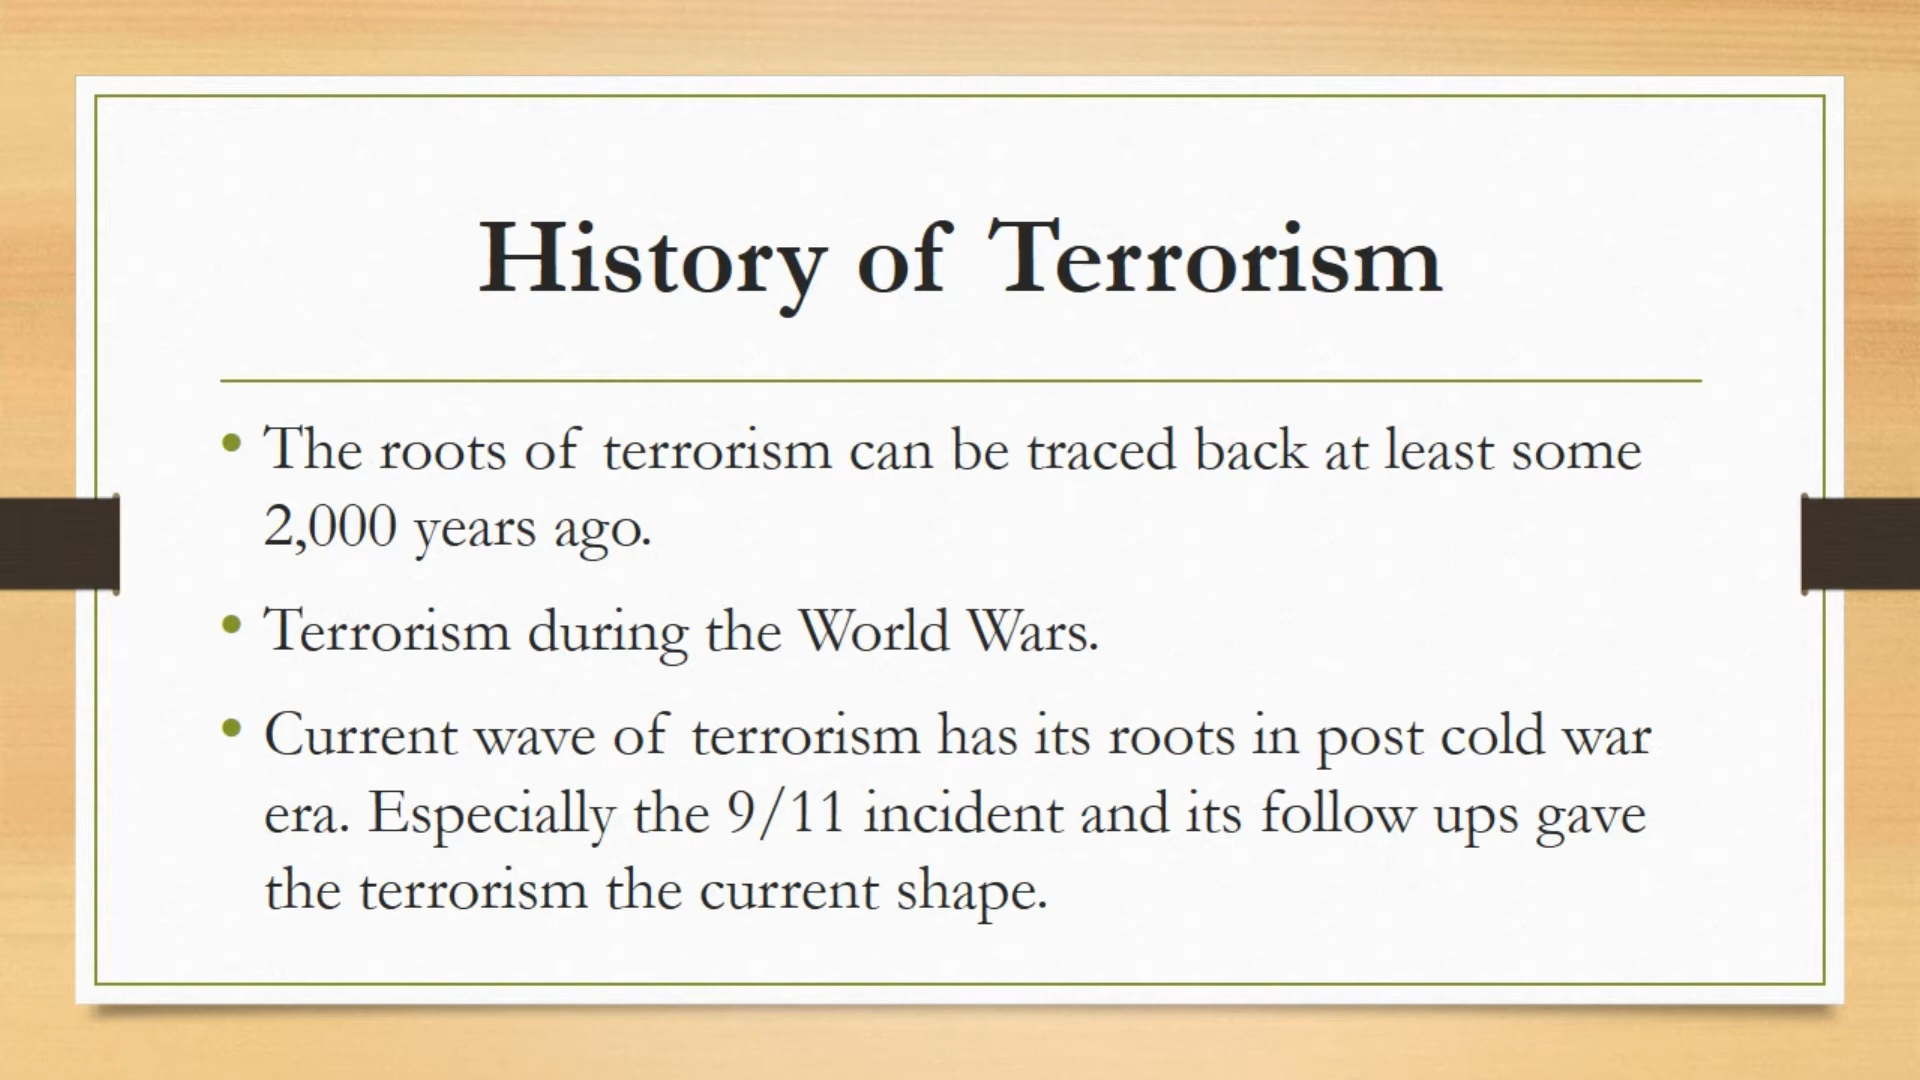 History of Terrorism
• The roots of terrorism can be traced back at least some
2,000 years ago.
• Terrorism during the World Wars.
• Current wave of terrorism has its roots in post cold war
era. Especially the 9/11 incident and its follow ups gave
the terrorism the current shape.